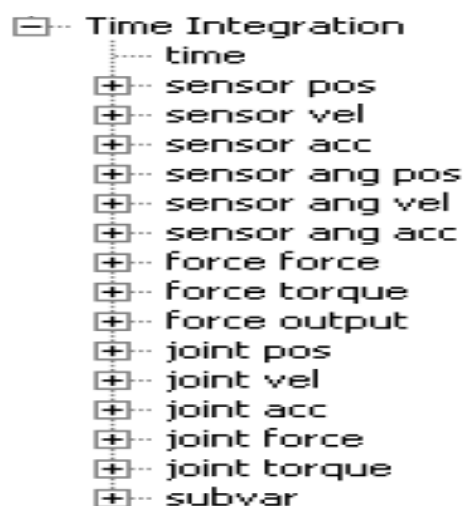 Time Integration
time
sensor pos
sensor vel
sensor acc
sensor ang pos
sensor ang vel
sensor ang acc
force force
force torque
force output
joint pos
joint vel
joint acc
joint force
joint torque
subvar